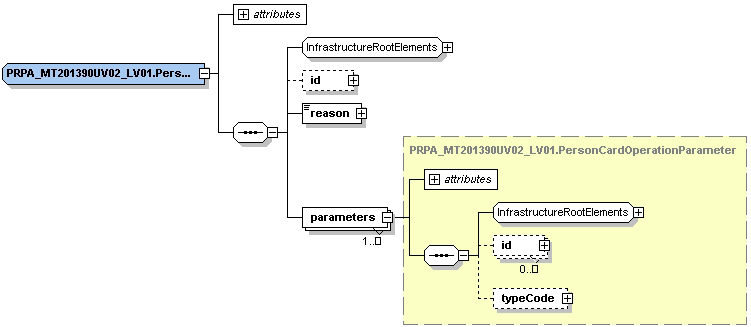 attributes
InfrastructureRootElements
PRPA_MT201390UV02_LV01.Pers...
id
reason
PRPA_MT201390UV02_LV01.PersonCardOperationParameter
attributes
InfrastructureRootElements
parameters
1..□
id
0..□
typeCode